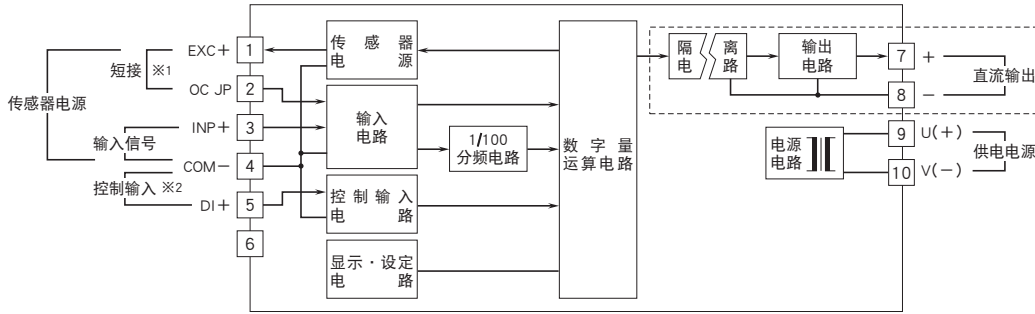 传感器电源
短接 ※1
EXC+ 1
OC JP 2
输入信号
INP+ 3
COM− 4
控制输入 ※2
DI+ 5
6
传感器
电源
输入
电路
控制输入
电路
显示·设定
电路
1/100
分频电路
数字量
运算电路
隔离
电路
输出
电路
7 +
8 −
直流输出
电源
电路
9 U(+)
10 V(−)
供电电源